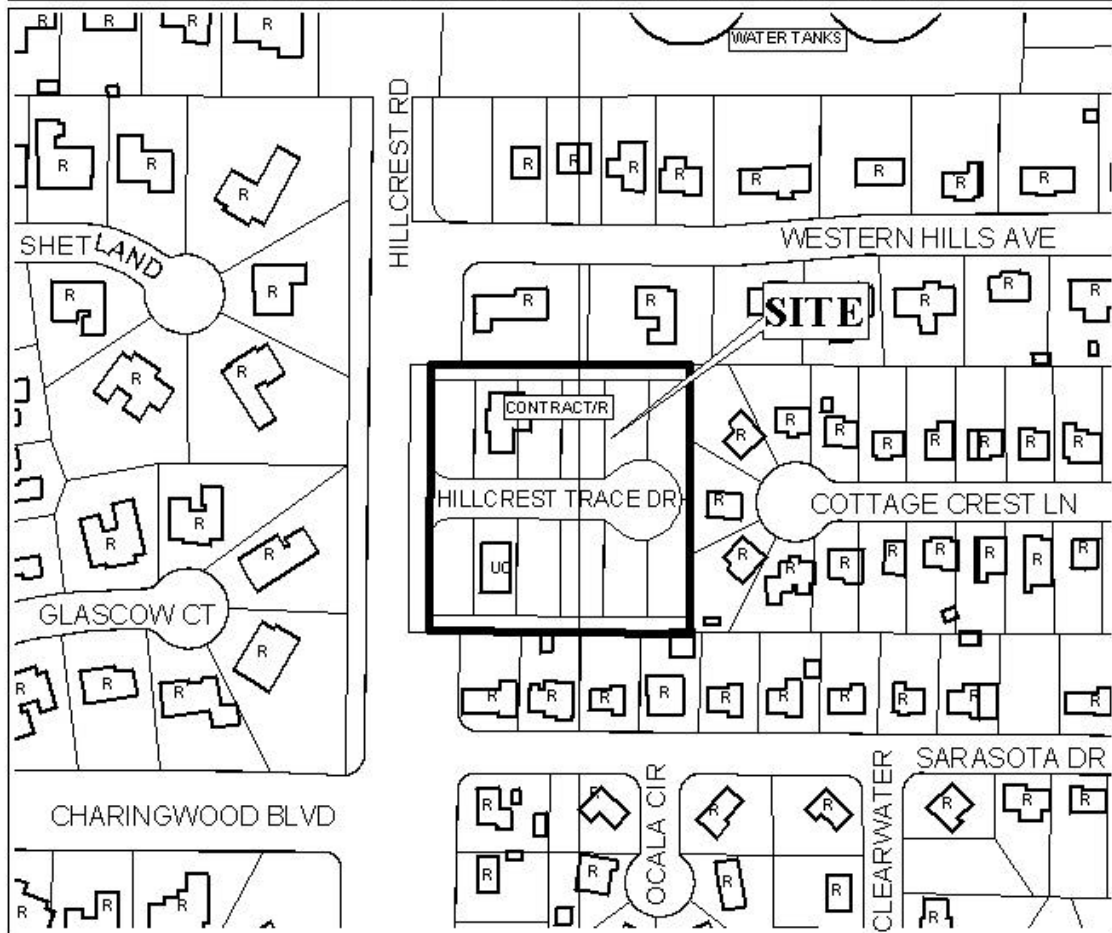 R R R R
WATER TANKS
HILLCREST RD
R R R R R R R R R R R
SHETLAND
WESTERN HILLS AVE
R R R R R R R
SITE
R R
CONTRACT/R
R R R R R R R R
HILLCREST TRACE DR
R
COTTAGE CREST LN
R R R
UC
R R R R R R R R
GLASCOW CT
R
R R R
R R R R R R R R R R
SARASOTA DR
CHARINGWOOD BLVD
OCALA CIR
CLEARWATER
R R R R R R R
R R R R
R R R R